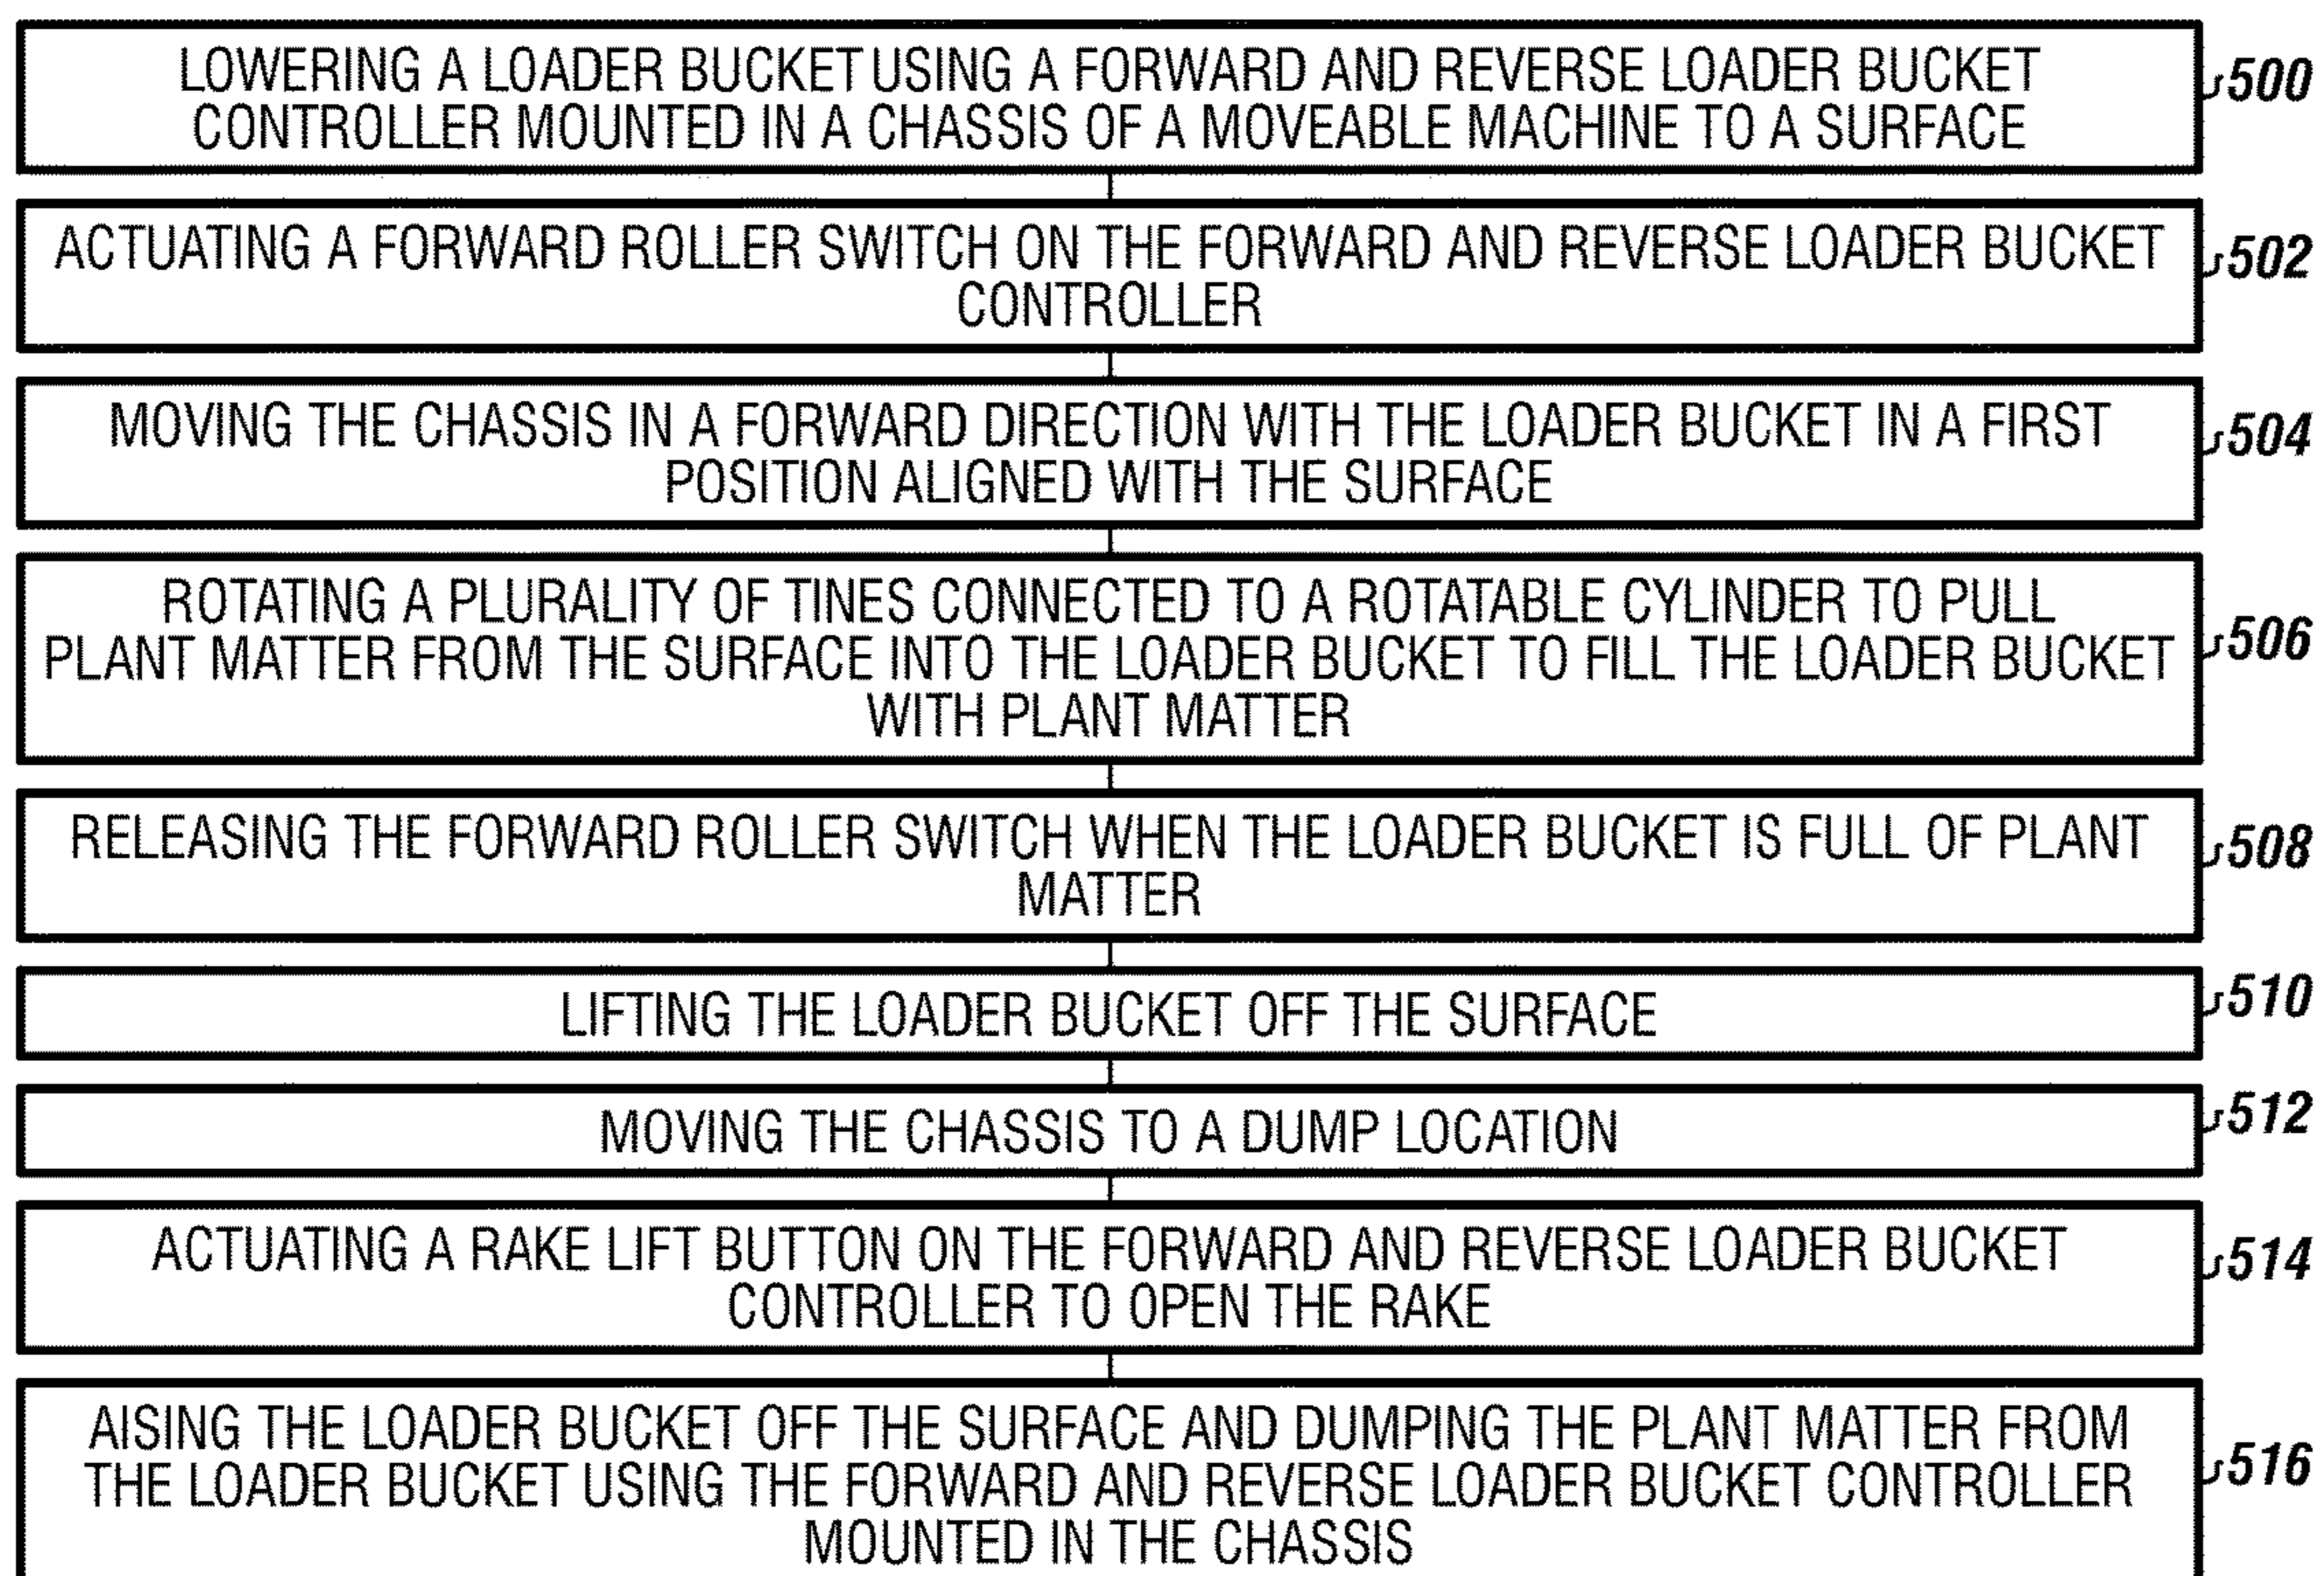 LOWERING A LOADER BUCKET USING A FORWARD AND REVERSE LOADER BUCKET
CONTROLLER MOUNTED IN A CHASSIS OF A MOVEABLE MACHINE TO A SURFACE
500
ACTUATING A FORWARD ROLLER SWITCH ON THE FORWARD AND REVERSE LOADER BUCKET
CONTROLLER
502
MOVING THE CHASSIS IN A FORWARD DIRECTION WITH THE LOADER BUCKET IN A FIRST
POSITION ALIGNED WITH THE SURFACE
504
ROTATING A PLURALITY OF TINES CONNECTED TO A ROTATABLE CYLINDER TO PULL
PLANT MATTER FROM THE SURFACE INTO THE LOADER BUCKET TO FILL THE LOADER BUCKET
WITH PLANT MATTER
506
RELEASING THE FORWARD ROLLER SWITCH WHEN THE LOADER BUCKET IS FULL OF PLANT
MATTER
508
LIFTING THE LOADER BUCKET OFF THE SURFACE
510
MOVING THE CHASSIS TO A DUMP LOCATION
512
ACTUATING A RAKE LIFT BUTTON ON THE FORWARD AND REVERSE LOADER BUCKET
CONTROLLER TO OPEN THE RAKE
514
AISING THE LOADER BUCKET OFF THE SURFACE AND DUMPING THE PLANT MATTER FROM
THE LOADER BUCKET USING THE FORWARD AND REVERSE LOADER BUCKET CONTROLLER
MOUNTED IN THE CHASSIS
516